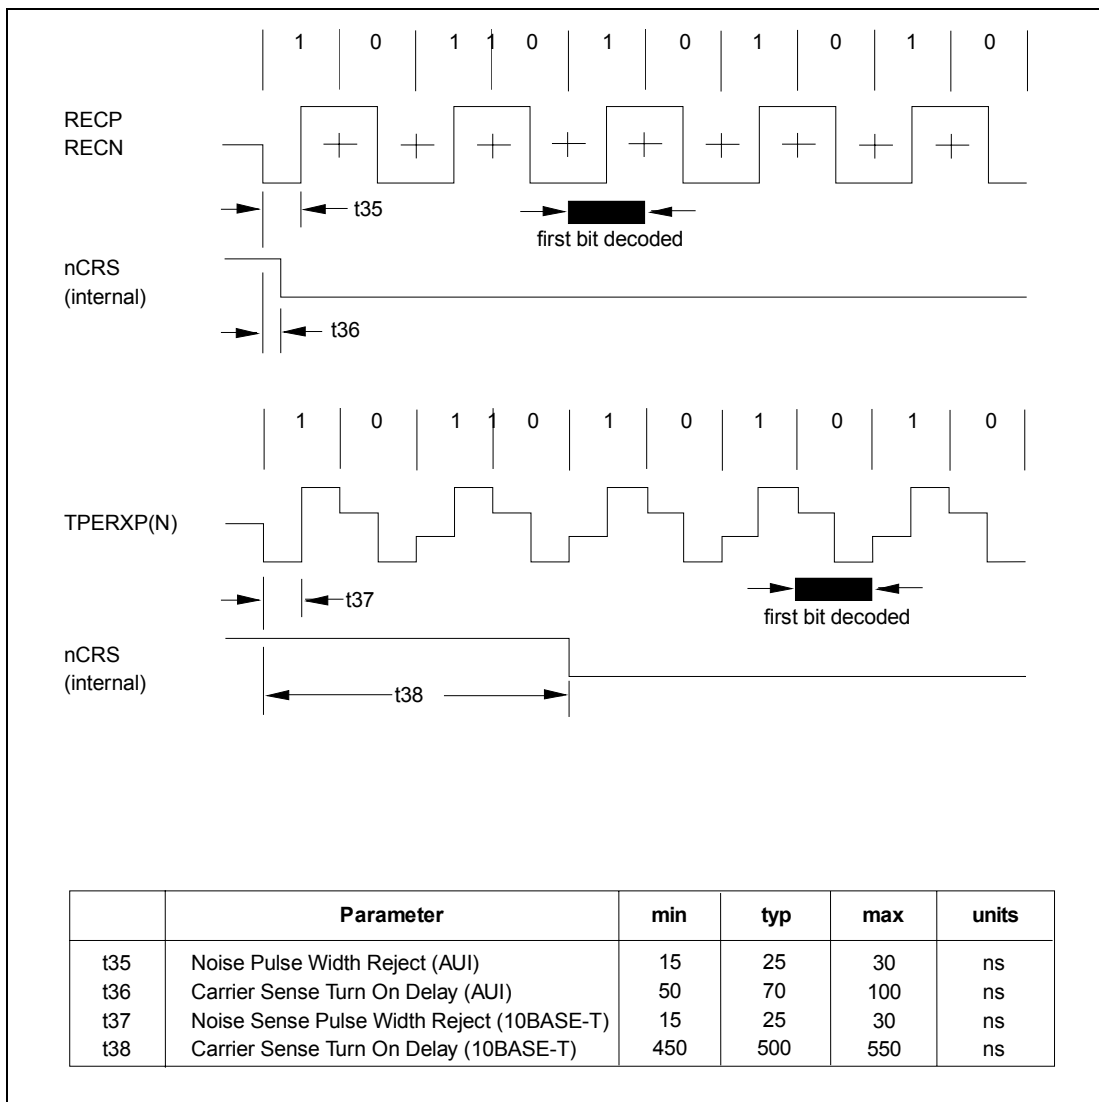 1 0 1 1 0 1 0 1 0 1 0
RECP
RECN
t35
first bit decoded
nCRS
(internal)
t36
1 0 1 1 0 1 0 1 0 1 0
TPERXP(N)
t37
first bit decoded
nCRS
(internal)
t38
Parameter min typ max units
t35 Noise Pulse Width Reject (AUI) 15 25 30 ns
t36 Carrier Sense Turn On Delay (AUI) 50 70 100 ns
t37 Noise Sense Pulse Width Reject (10BASE-T) 15 25 30 ns
t38 Carrier Sense Turn On Delay (10BASE-T) 450 500 550 ns